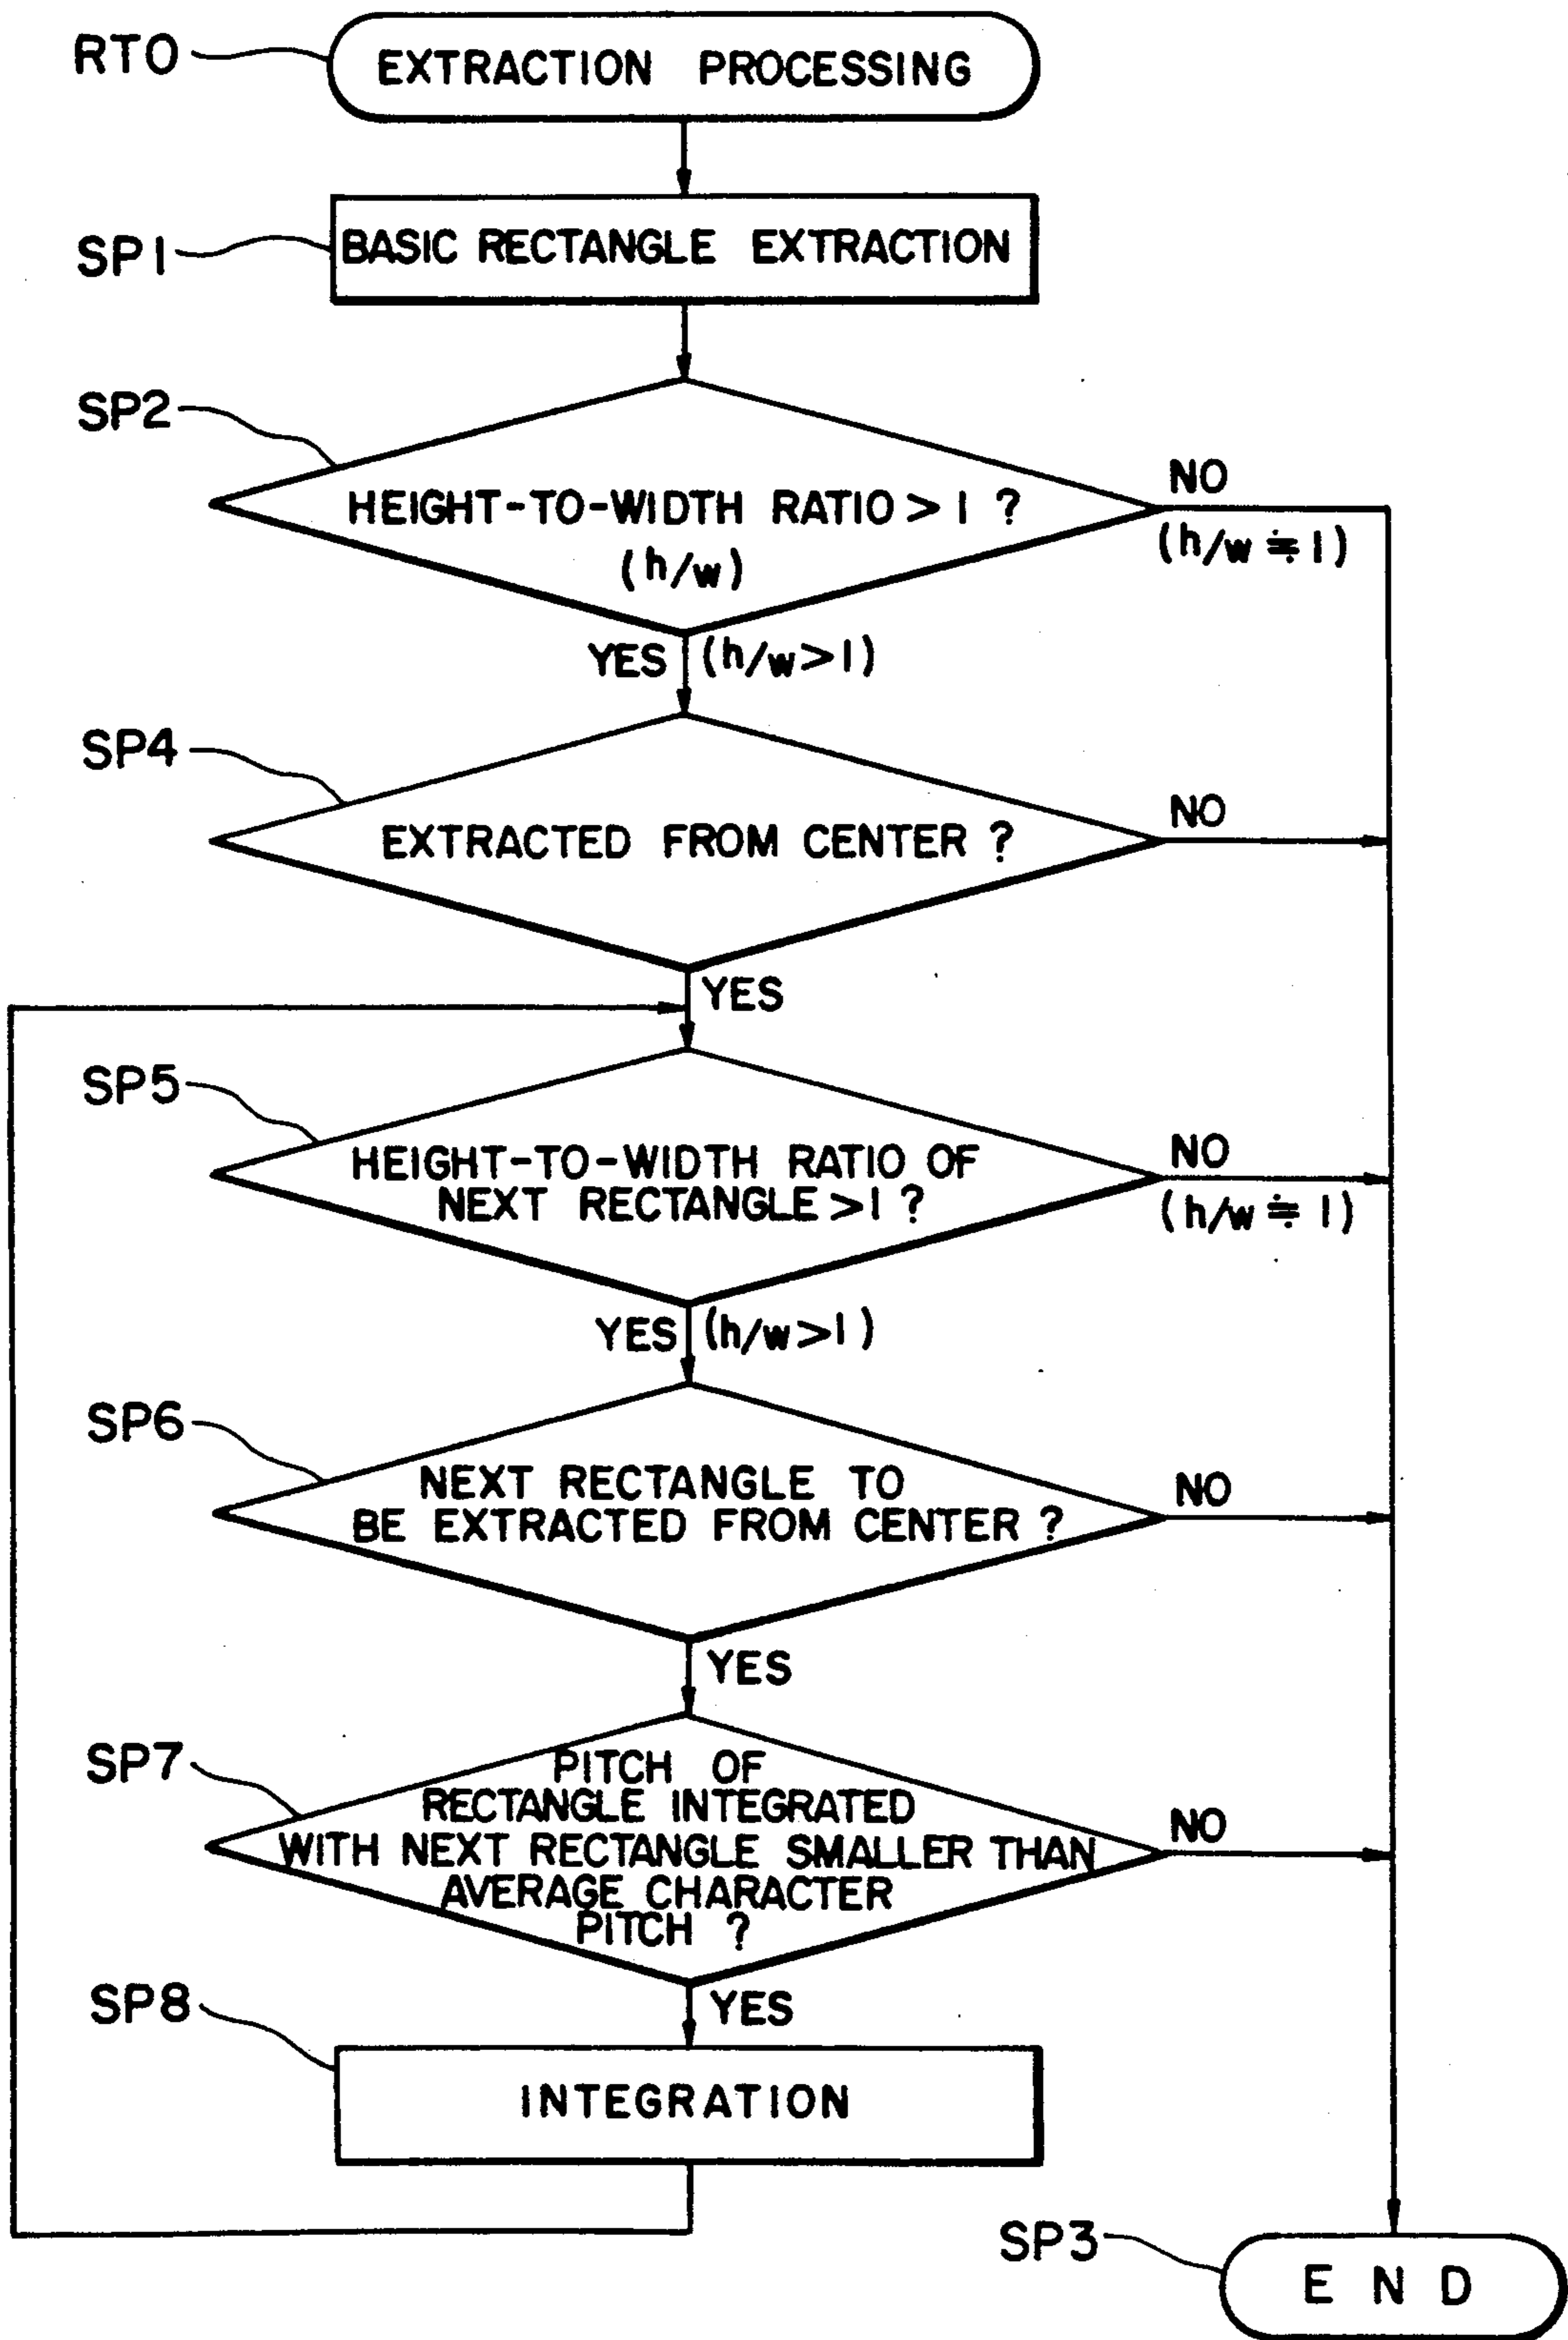 RT0
EXTRACTION PROCESSING
SP1
BASIC RECTANGLE EXTRACTION
SP2
HEIGHT-TO-WIDTH RATIO > 1 ?
(h/w)
NO
(h/w ≒ 1)
YES (h/w>1)
SP4
EXTRACTED FROM CENTER ?
NO
YES
SP5
HEIGHT-TO-WIDTH RATIO OF
NEXT RECTANGLE >1 ?
NO
(h/w ≒ 1)
YES (h/w>1)
SP6
NEXT RECTANGLE TO
BE EXTRACTED FROM CENTER ?
NO
YES
SP7
PITCH OF
RECTANGLE INTEGRATED
WITH NEXT RECTANGLE SMALLER THAN
AVERAGE CHARACTER
PITCH ?
NO
YES
SP8
INTEGRATION
SP3
END